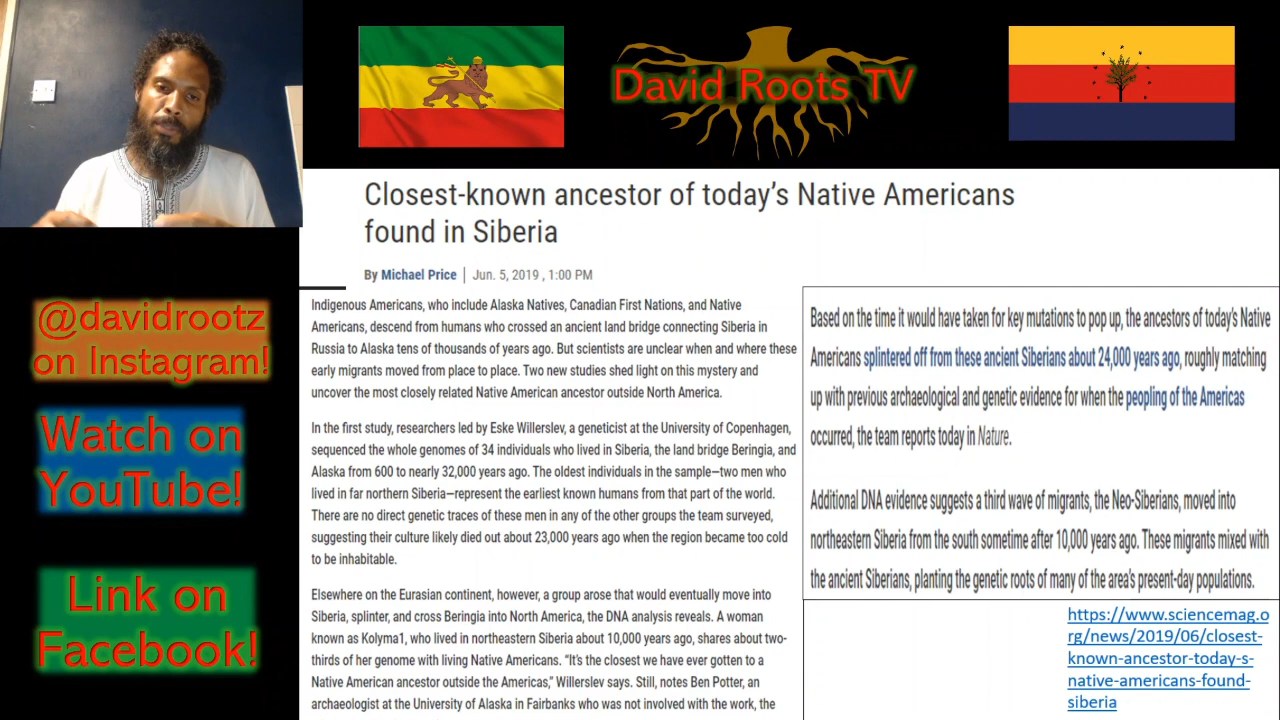 David Roots TV
Closest-known ancestor of today's Native Americans
found in Siberia
By Michael Price | Jun. 5, 2019 , 1:00 PM
Indigenous Americans, who include Alaska Natives, Canadian First Nations, and Native
Americans, descend from humans who crossed an ancient land bridge connecting Siberia in
Russia to Alaska tens of thousands of years ago. But scientists are unclear when and where these
early migrants moved from place to place. Two new studies shed light on this mystery and
uncover the most closely related Native American ancestor outside North America.
In the first study, researchers led by Eske Willerslev, a geneticist at the University of Copenhagen,
sequenced the whole genomes of 34 individuals who lived in Siberia, the land bridge Beringia, and
Alaska from 600 to nearly 32,000 years ago. The oldest individuals in the sample—two men who
lived in far northern Siberia—represent the earliest known humans from that part of the world.
There are no direct genetic traces of these men in any of the other groups the team surveyed,
suggesting their culture likely died out about 23,000 years ago when the region became too cold
to be inhabitable.
Elsewhere on the Eurasian continent, however, a group arose that would eventually move into
Siberia, splinter, and cross Beringia into North America, the DNA analysis reveals. A woman
known as Kolyma1, who lived in northeastern Siberia about 10,000 years ago, shares about two-
thirds of her genome with living Native Americans. "It's the closest we have ever gotten to a
Native American ancestor outside the Americas," Willerslev says. Still, notes Ben Potter, an
archaeologist at the University of Alaska in Fairbanks who was not involved with the work, the
Based on the time it would have taken for key mutations to pop up, the ancestors of today's Native
Americans splintered off from these ancient Siberians about 24,000 years ago, roughly matching
up with previous archaeological and genetic evidence for when the peopling of the Americas
occurred, the team reports today in Nature.
Additional DNA evidence suggests a third wave of migrants, the Neo-Siberians, moved into
northeastern Siberia from the south sometime after 10,000 years ago. These migrants mixed with
the ancient Siberians, planting the genetic roots of many of the area's present-day populations.
https://www.sciencemag.o
rg/news/2019/06/closest-
known-ancestor-today-s-
native-americans-found-
siberia
@davidrootz
on Instagram!
Watch on
YouTube!
Link on
Facebook!